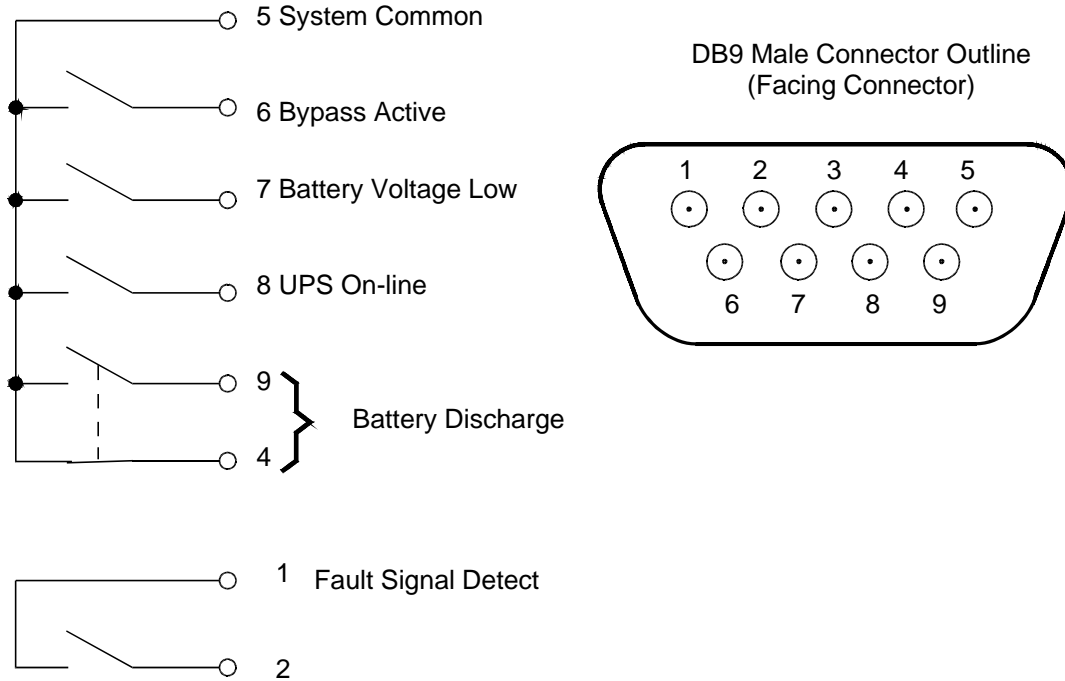 5 System Common
6 Bypass Active
7 Battery Voltage Low
8 UPS On-line
9
Battery Discharge
4
1 Fault Signal Detect
2
DB9 Male Connector Outline
(Facing Connector)
1 2 3 4 5
6 7 8 9